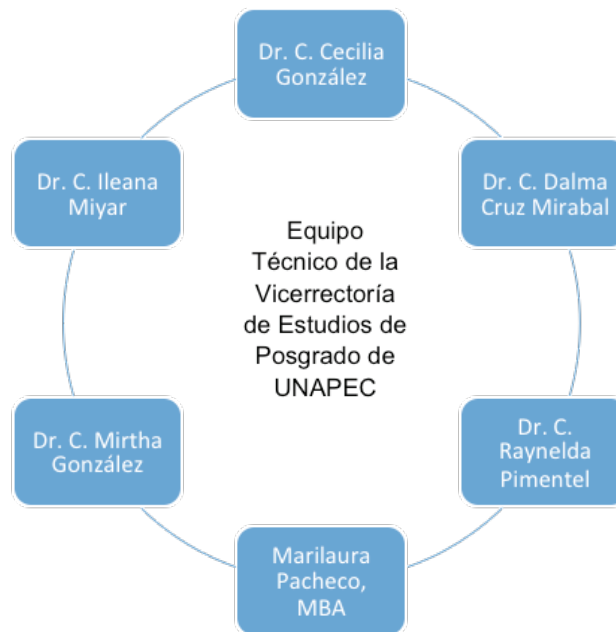 Dr. C. Cecilia
González
Dr. C. Ileana
Miyar
Dr. C. Dalma
Cruz Mirabal
Equipo
Técnico de la
Vicerrectoría
de Estudios de
Posgrado de
UNAPEC
Dr. C. Mirtha
González
Dr. C.
Raynelda
Pimentel
Marilaura
Pacheco,
MBA